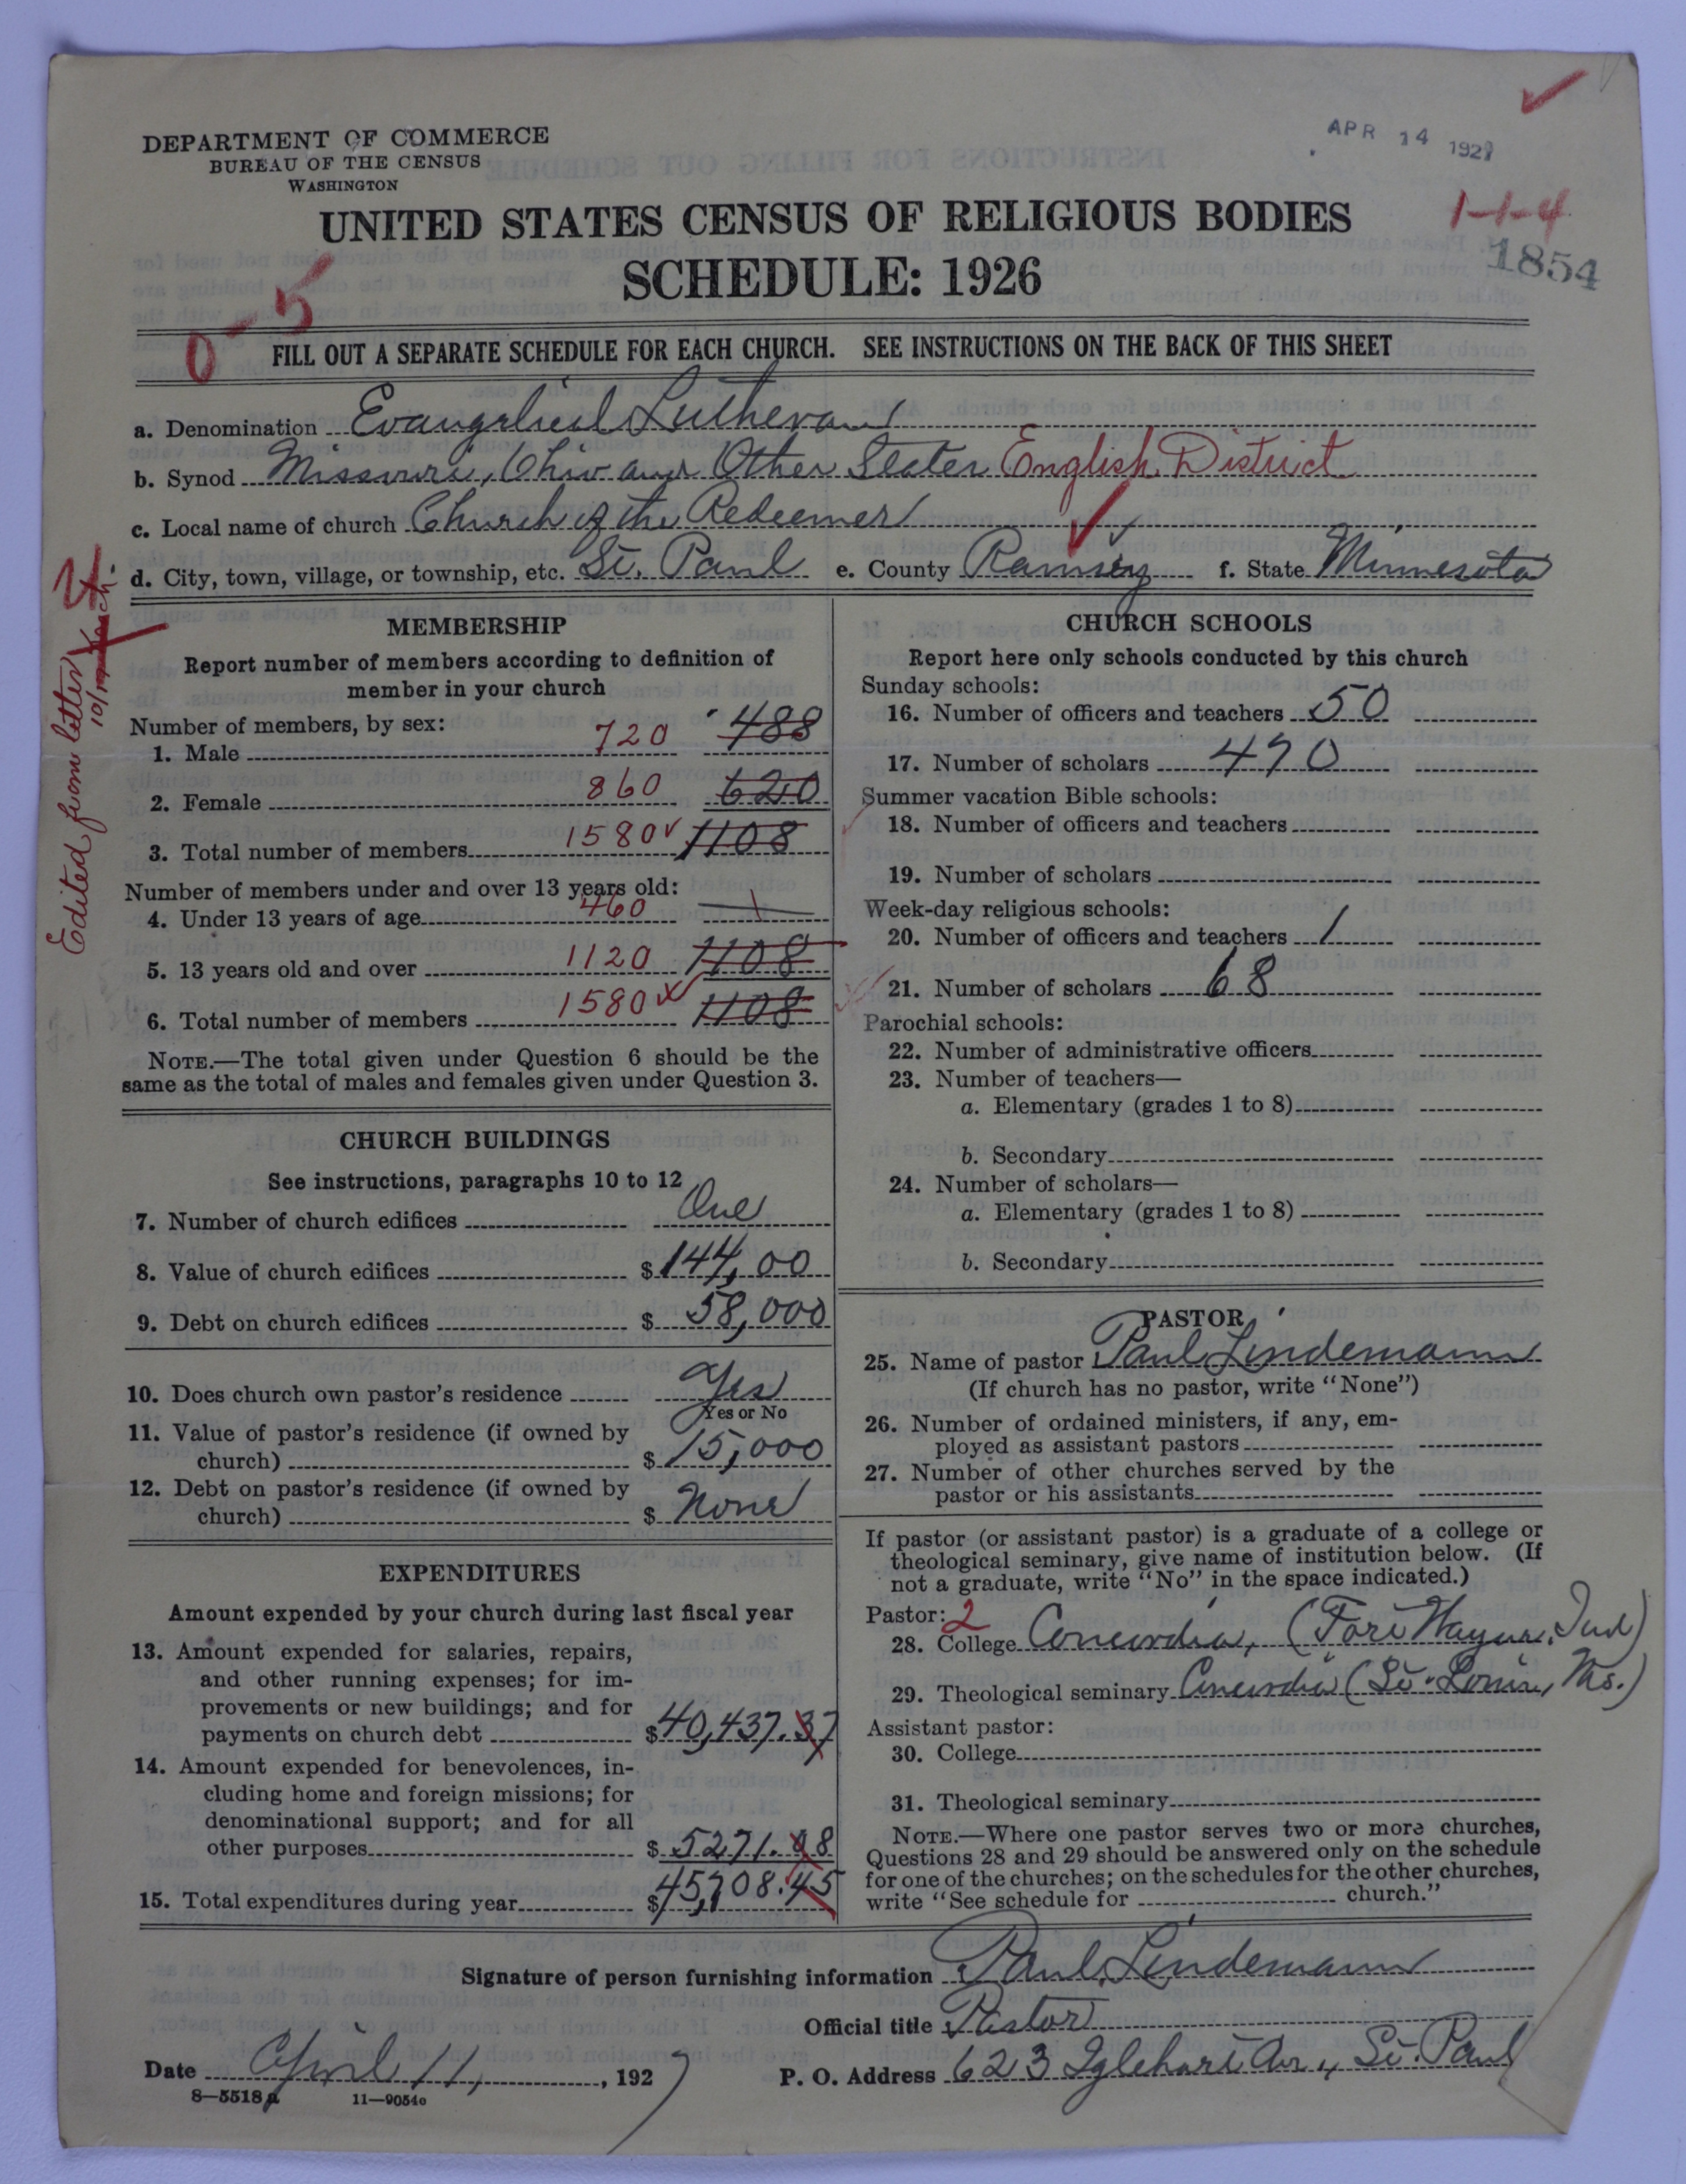 APR 14 1927
DEPARTMENT OF COMMERCE
BUREAU OF THE CENSUS
WASHINGTON
UNITED STATES CENSUS OF RELIGIOUS BODIES
1-1-4
1854
SCHEDULE: 1926
0-5
FILL OUT A SEPARATE SCHEDULE FOR EACH CHURCH. SEE INSTRUCTIONS ON THE BACK OF THIS SHEET
a. Denomination Evangelical Lutheran
b. Synod Missouri, Ohio and Other States English District
c. Local name of church Church of the Redeemer
d. City, town, village, or township, etc. St. Paul e. County Ramsey f. State Minnesota
Edited from letter
MEMBERSHIP
Report number of members according to definition of
member in your church
Number of members, by sex:
1. Male 720 488
2. Female 860 620
3. Total number of members 1580 1108
Number of members under and over 13 years old:
4. Under 13 years of age 460
5. 13 years old and over 1120 1108
6. Total number of members 1580 1108
NOTE.—The total given under Question 6 should be the
same as the total of males and females given under Question 3.
CHURCH BUILDINGS
See instructions, paragraphs 10 to 12
7. Number of church edifices One
8. Value of church edifices $ 144,00
9. Debt on church edifices $ 58,000
10. Does church own pastor's residence Yes
Yes or No
11. Value of pastor's residence (if owned by
church) $ 15,000
12. Debt on pastor's residence (if owned by
church) $ None
EXPENDITURES
Amount expended by your church during last fiscal year
13. Amount expended for salaries, repairs,
and other running expenses; for im-
provements or new buildings; and for
payments on church debt $ 40,437.37
14. Amount expended for benevolences, in-
cluding home and foreign missions; for
denominational support; and for all
other purposes $ 5271.08
15. Total expenditures during year $ 45,708.45
CHURCH SCHOOLS
Report here only schools conducted by this church
Sunday schools:
16. Number of officers and teachers 50
17. Number of scholars 470
Summer vacation Bible schools:
18. Number of officers and teachers
19. Number of scholars
Week-day religious schools:
20. Number of officers and teachers 1
21. Number of scholars 68
Parochial schools:
22. Number of administrative officers
23. Number of teachers—
a. Elementary (grades 1 to 8)
b. Secondary
24. Number of scholars—
a. Elementary (grades 1 to 8)
b. Secondary
PASTOR
25. Name of pastor Paul Lindemann
(If church has no pastor, write "None")
26. Number of ordained ministers, if any, em-
ployed as assistant pastors
27. Number of other churches served by the
pastor or his assistants
If pastor (or assistant pastor) is a graduate of a college or
theological seminary, give name of institution below. (If
not a graduate, write "No" in the space indicated.)
Pastor: 2
28. College Concordia, (Fort Wayne, Ind)
29. Theological seminary Concordia (St. Louis, Mo.)
Assistant pastor:
30. College
31. Theological seminary
NOTE.—Where one pastor serves two or more churches,
Questions 28 and 29 should be answered only on the schedule
for one of the churches; on the schedules for the other churches,
write "See schedule for church."
Signature of person furnishing information Paul Lindemann
Official title Pastor
Date April 11, 1927 P. O. Address 623 Iglehart Av., St. Paul
8—5518a 11—9054c